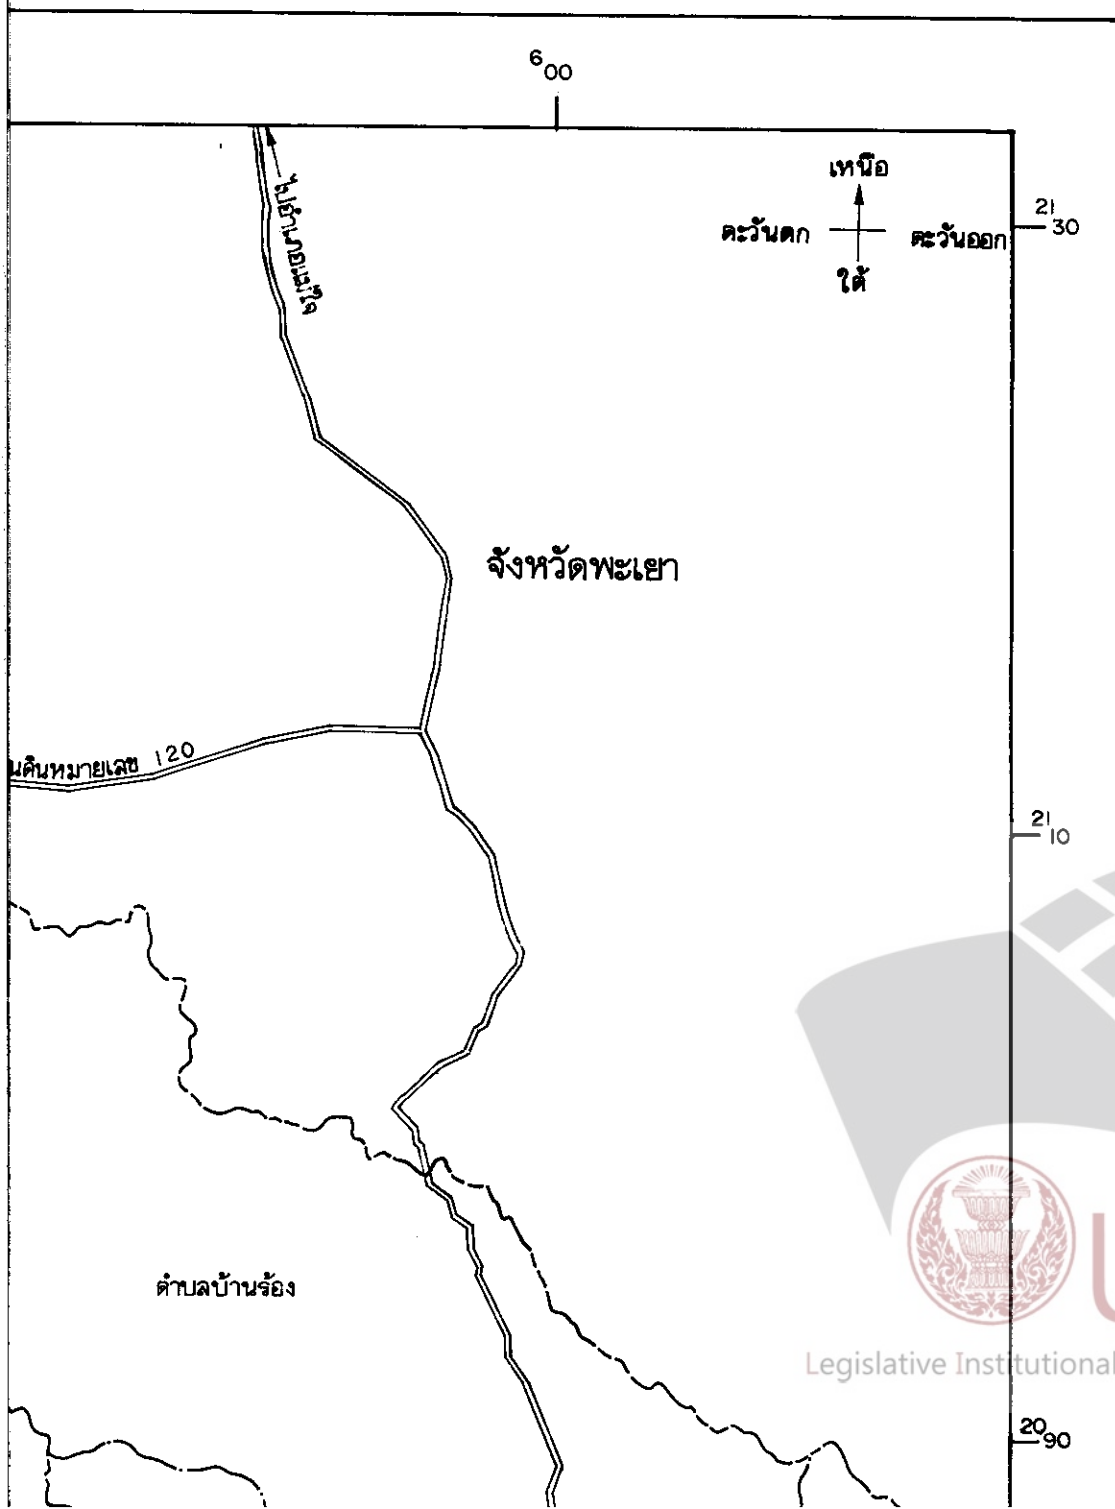 600
เหนือ
2130
ตะวันตก
ตะวันออก
ใต้
ไปอำเภอแม่ใจ
จังหวัดพะเยา
นดินหมายเลข 120
2110
ตำบลบ้านร้อง
Legislative Institutional
2090